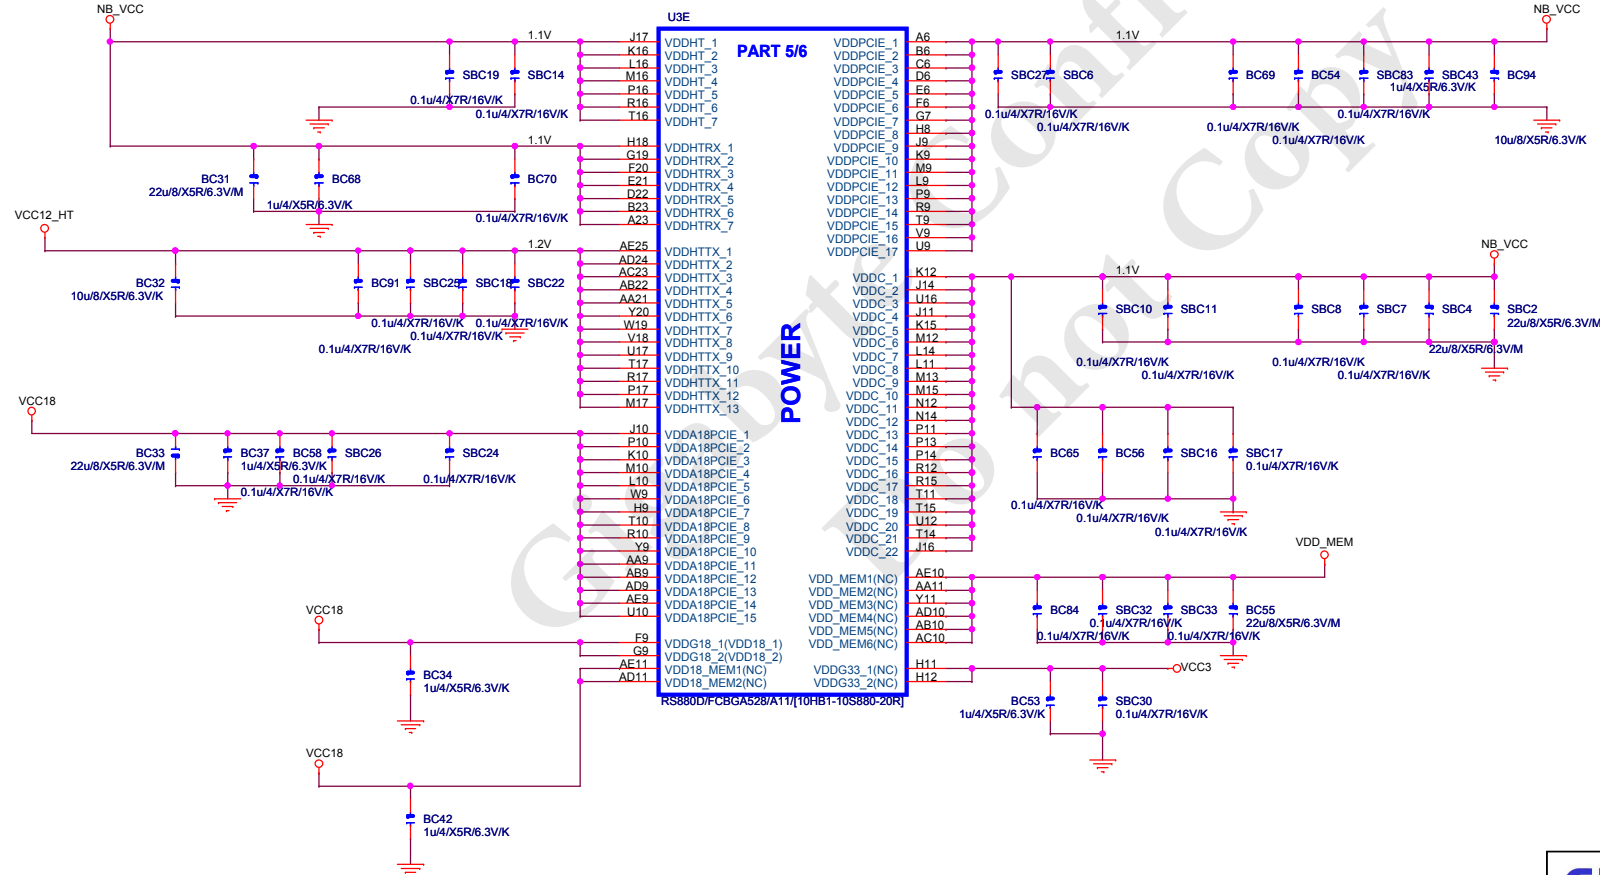 NB_VCC
U3E
NB_VCC
1.1V
J17 VDDHT_1
K16 VDDHT_2
L16 VDDHT_3
M16 VDDHT_4
P16 VDDHT_5
R16 VDDHT_6
T16 VDDHT_7
SBC19
SBC14
0.1u/4/X7R/16V/K
0.1u/4/X7R/16V/K
PART 5/6
VDDPCIE_1 A6
VDDPCIE_2 B6
VDDPCIE_3 C6
VDDPCIE_4 D6
VDDPCIE_5 E6
VDDPCIE_6 F6
VDDPCIE_7 G7
VDDPCIE_8 H8
VDDPCIE_9 J9
VDDPCIE_10 K9
VDDPCIE_11 M9
VDDPCIE_12 L9
VDDPCIE_13 P9
VDDPCIE_14 R9
VDDPCIE_15 T9
VDDPCIE_16 V9
VDDPCIE_17 U9
1.1V
SBC27
SBC6
BC69
BC54
SBC83
SBC43
BC94
1u/4/X5R/6.3V/K
0.1u/4/X7R/16V/K
0.1u/4/X7R/16V/K
0.1u/4/X7R/16V/K
0.1u/4/X7R/16V/K
0.1u/4/X7R/16V/K
10u/8/X5R/6.3V/K
1.1V
H18 VDDHTRX_1
G19 VDDHTRX_2
F20 VDDHTRX_3
E21 VDDHTRX_4
D22 VDDHTRX_5
B23 VDDHTRX_6
A23 VDDHTRX_7
BC31
22u/8/X5R/6.3V/M
BC68
1u/4/X5R/6.3V/K
BC70
0.1u/4/X7R/16V/K
VCC12_HT
1.2V
AE25 VDDHTTX_1
AD24 VDDHTTX_2
AC23 VDDHTTX_3
AB22 VDDHTTX_4
AA21 VDDHTTX_5
Y20 VDDHTTX_6
W19 VDDHTTX_7
V18 VDDHTTX_8
U17 VDDHTTX_9
T17 VDDHTTX_10
R17 VDDHTTX_11
P17 VDDHTTX_12
M17 VDDHTTX_13
BC32
10u/8/X5R/6.3V/K
BC91
SBC25
SBC18
SBC22
0.1u/4/X7R/16V/K
0.1u/4/X7R/16V/K
0.1u/4/X7R/16V/K
0.1u/4/X7R/16V/K
POWER
NB_VCC
1.1V
VDDC_1 K12
VDDC_2 J14
VDDC_3 U16
VDDC_4 J11
VDDC_5 K15
VDDC_6 M12
VDDC_7 L14
VDDC_8 L11
VDDC_9 M13
VDDC_10 M15
VDDC_11 N12
VDDC_12 N14
VDDC_13 P11
VDDC_14 P13
VDDC_15 P14
VDDC_16 R12
VDDC_17 R15
VDDC_18 T11
VDDC_19 T15
VDDC_20 U12
VDDC_21 T14
VDDC_22 J16
SBC10
SBC11
SBC8
SBC7
SBC4
SBC2
22u/8/X5R/6.3V/M
22u/8/X5R/6.3V/M
0.1u/4/X7R/16V/K
0.1u/4/X7R/16V/K
0.1u/4/X7R/16V/K
0.1u/4/X7R/16V/K
BC65
BC56
SBC16
SBC17
0.1u/4/X7R/16V/K
0.1u/4/X7R/16V/K
0.1u/4/X7R/16V/K
0.1u/4/X7R/16V/K
VCC18
J10 VDDA18PCIE_1
P10 VDDA18PCIE_2
K10 VDDA18PCIE_3
M10 VDDA18PCIE_4
L10 VDDA18PCIE_5
W9 VDDA18PCIE_6
H9 VDDA18PCIE_7
T10 VDDA18PCIE_8
R10 VDDA18PCIE_9
Y9 VDDA18PCIE_10
AA9 VDDA18PCIE_11
AB9 VDDA18PCIE_12
AD9 VDDA18PCIE_13
AE9 VDDA18PCIE_14
U10 VDDA18PCIE_15
BC33
22u/8/X5R/6.3V/M
BC37
BC58
SBC26
SBC24
1u/4/X5R/6.3V/K
0.1u/4/X7R/16V/K
0.1u/4/X7R/16V/K
0.1u/4/X7R/16V/K
VDD_MEM
VDD_MEM1(NC) AE10
VDD_MEM2(NC) AA11
VDD_MEM3(NC) Y11
VDD_MEM4(NC) AD10
VDD_MEM5(NC) AB10
VDD_MEM6(NC) AC10
BC84
SBC32
SBC33
BC55
0.1u/4/X7R/16V/K
22u/8/X5R/6.3V/M
0.1u/4/X7R/16V/K
0.1u/4/X7R/16V/K
VCC18
F9 VDDG18_1(VDD18_1)
G9 VDDG18_2(VDD18_2)
AE11 VDD18_MEM1(NC)
AD11 VDD18_MEM2(NC)
VDDG33_1(NC) H11
VDDG33_2(NC) H12
VCC3
BC34
1u/4/X5R/6.3V/K
BC53
1u/4/X5R/6.3V/K
SBC30
0.1u/4/X7R/16V/K
RS880D/FCBGA528/A11/[10HB1-10S880-20R]
VCC18
BC42
1u/4/X5R/6.3V/K
Gigabyte Confi
Do not Copy